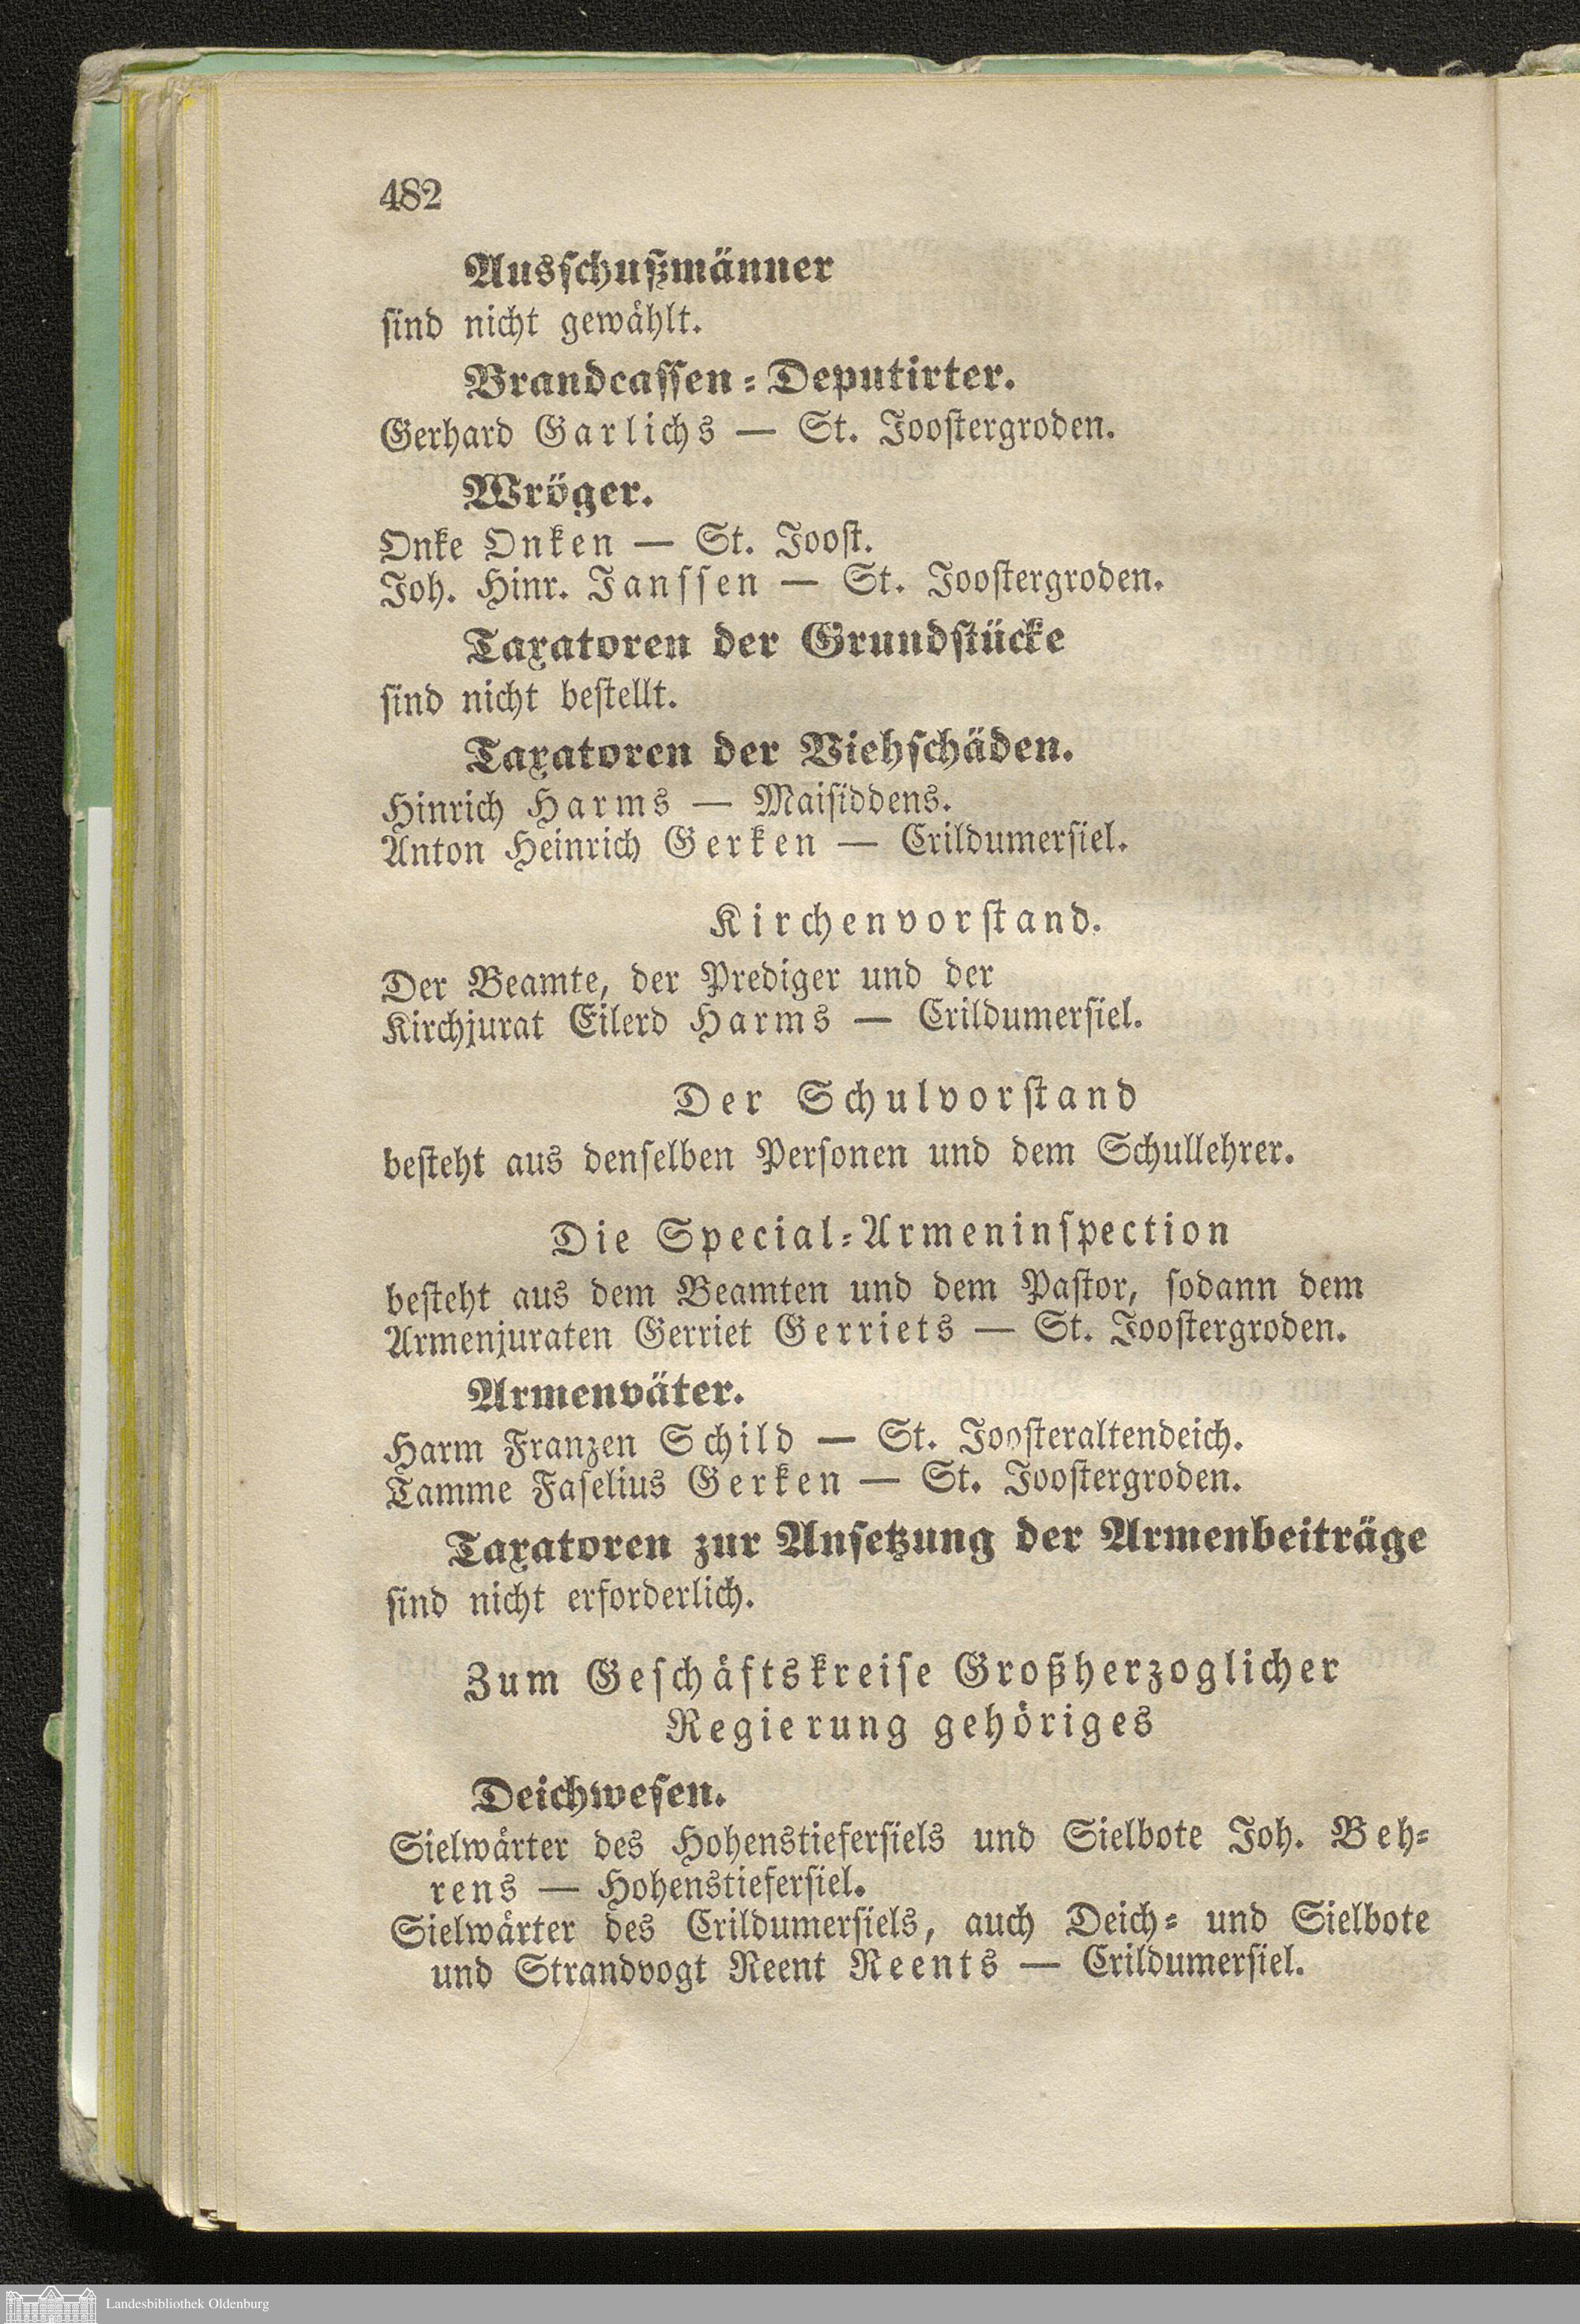 482
Ausschußmänner
sind nicht gewählt.
Brandcassen-Deputirter.
Gerhard Garlichs — St. Joostergroden.
Wröger.
Onke Onken — St. Joost.
Joh. Hinr. Janssen — St. Joostergroden.
Taxatoren der Grundstücke
sind nicht bestellt.
Taxatoren der Viehschäden.
Hinrich Harms — Maisiddens.
Anton Heinrich Gerken — Crildumersiel.
Kirchenvorstand.
Der Beamte, der Prediger und der
Kirchjurat Eilerd Harms — Crildumersiel.
Der Schulvorstand
besteht aus denselben Personen und dem Schullehrer.
Die Special-Armeninspection
besteht aus dem Beamten und dem Pastor, sodann dem
Armenjuraten Gerriet Gerriets — St. Joostergroden.
Armenväter.
Harm Franzen Schild — St. Joosteraltendeich.
Tamme Faselius Gerken — St. Joostergroden.
Taxatoren zur Ansetzung der Armenbeiträge
sind nicht erforderlich.
Zum Geschäftskreise Großherzoglicher
Regierung gehöriges
Deichwesen.
Sielwärter des Hohenstiefersiels und Sielbote Joh. Beh-
rens — Hohenstiefersiel.
Sielwärter des Crildumersiels, auch Deich- und Sielbote
und Strandvogt Reent Reents — Crildumersiel.
Landesbibliothek Oldenburg